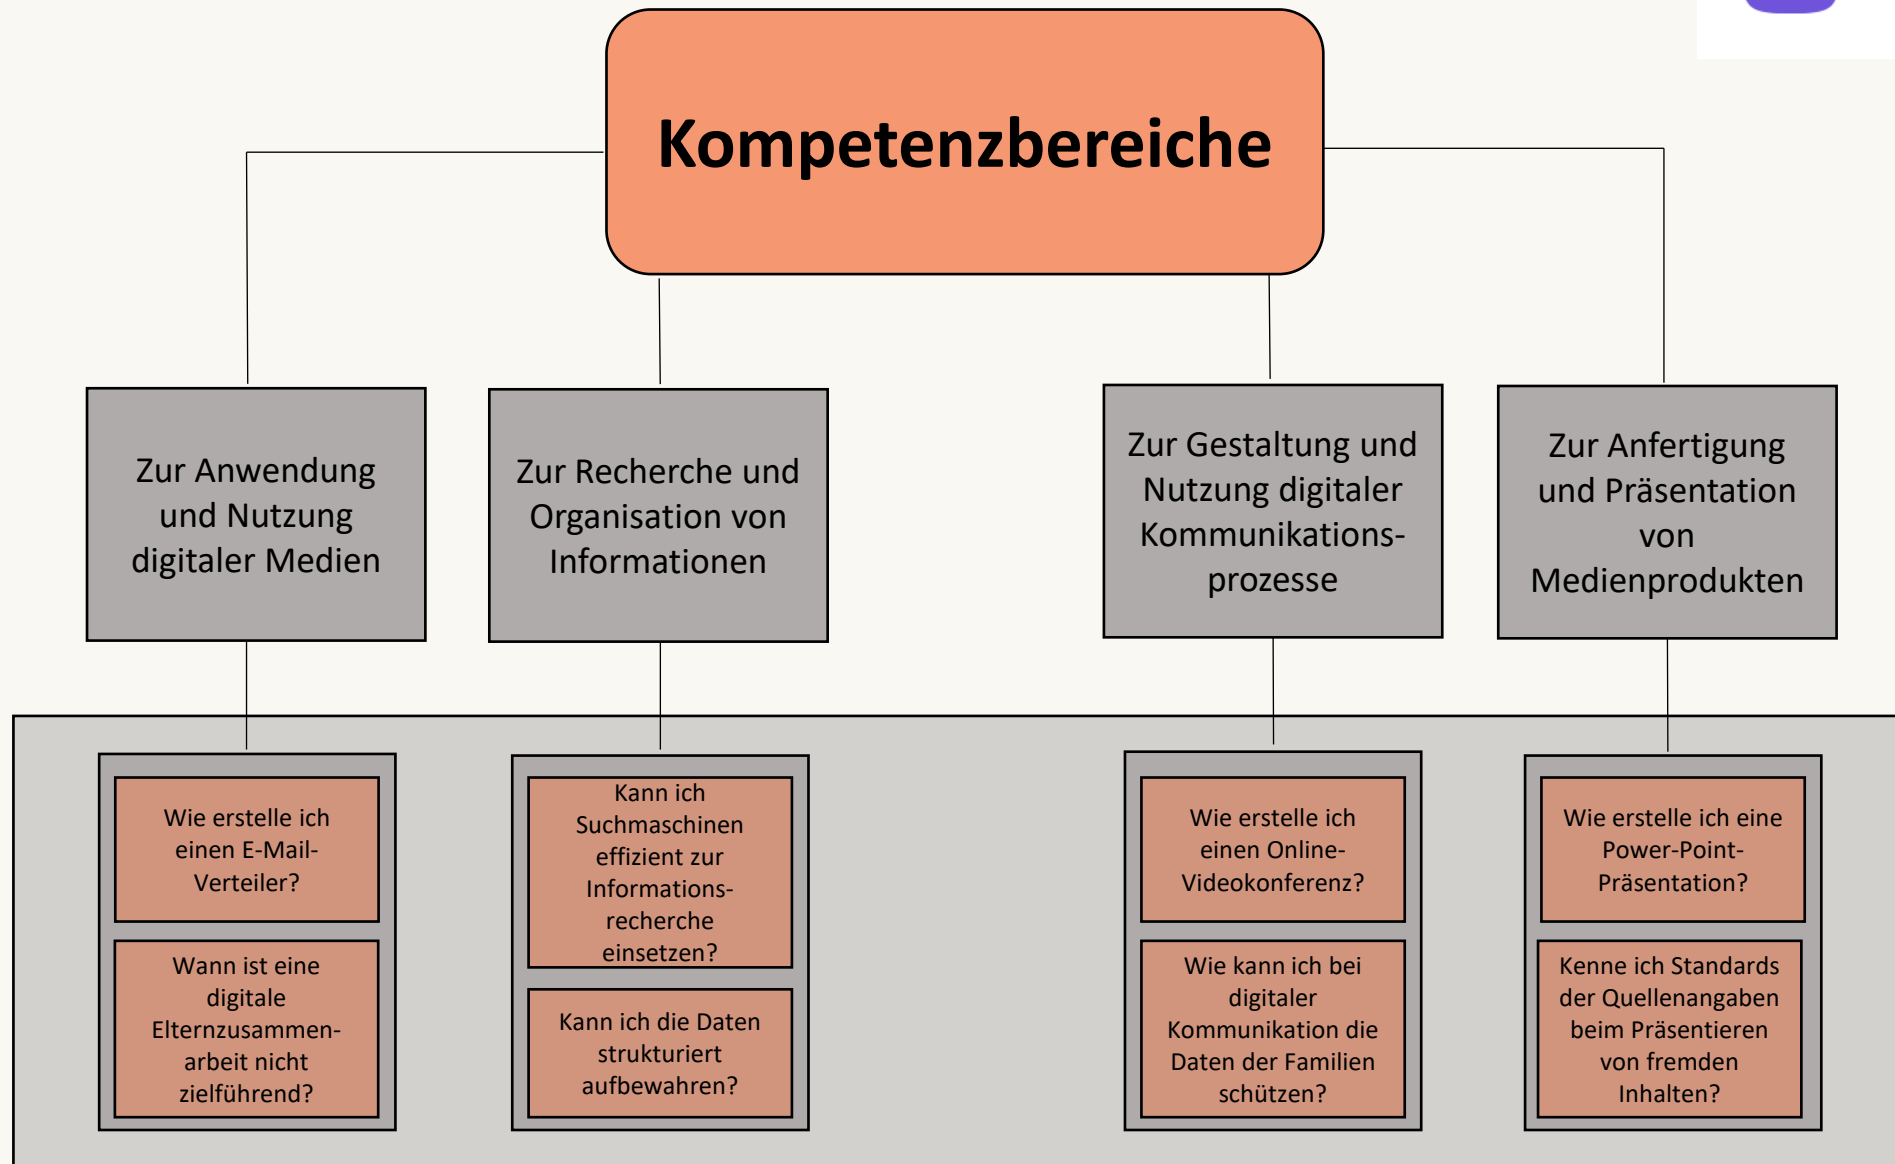 Kompetenzbereiche
Zur Anwendung
und Nutzung
digitaler Medien
Zur Recherche und
Organisation von
Informationen
Zur Gestaltung und
Nutzung digitaler
Kommunikations-
prozesse
Zur Anfertigung
und Präsentation
von
Medienprodukten
Wie erstelle ich
einen E-Mail-
Verteiler?
Wann ist eine
digitale
Elternzusammen-
arbeit nicht
zielführend?
Kann ich
Suchmaschinen
effizient zur
Informations-
recherche
einsetzen?
Kann ich die Daten
strukturiert
aufbewahren?
Wie erstelle ich
einen Online-
Videokonferenz?
Wie kann ich bei
digitaler
Kommunikation die
Daten der Familien
schützen?
Wie erstelle ich eine
Power-Point-
Präsentation?
Kenne ich Standards
der Quellenangaben
beim Präsentieren
von fremden
Inhalten?